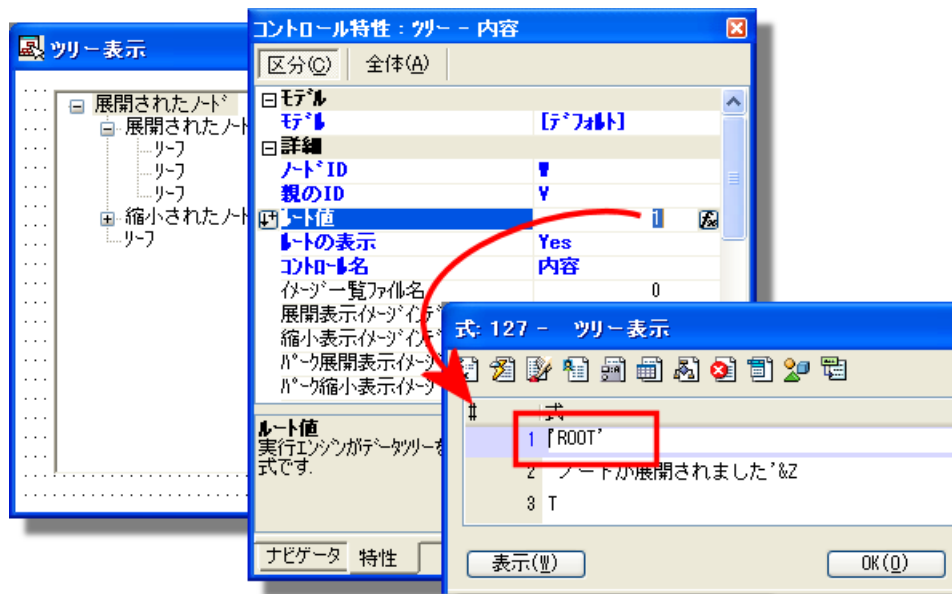 ツリー表示
展開されたノード
展開されたノート
リーフ
リーフ
リーフ
縮小されたノート
リーフ
コントロール特性：ツリー - 内容
区分(C) 全体(A)
モデル
モデル [デフォルト]
詳細
ノードID W
親のID V
ルート値 1
ルートの表示 Yes
コントロール名 内容
イメージ一覧ファイル名 0
展開表示イメージインデ
縮小表示イメージインデ
パーク展開表示イメージ
パーク縮小表示イメージ
ルート値
実行エンジンがデータツリーを
式です.
ナビゲータ 特性
式: 127 - ツリー表示
# 式
1 'ROOT'
2 'ノードが展開されました'&Z
3 T
表示(W) OK(O)